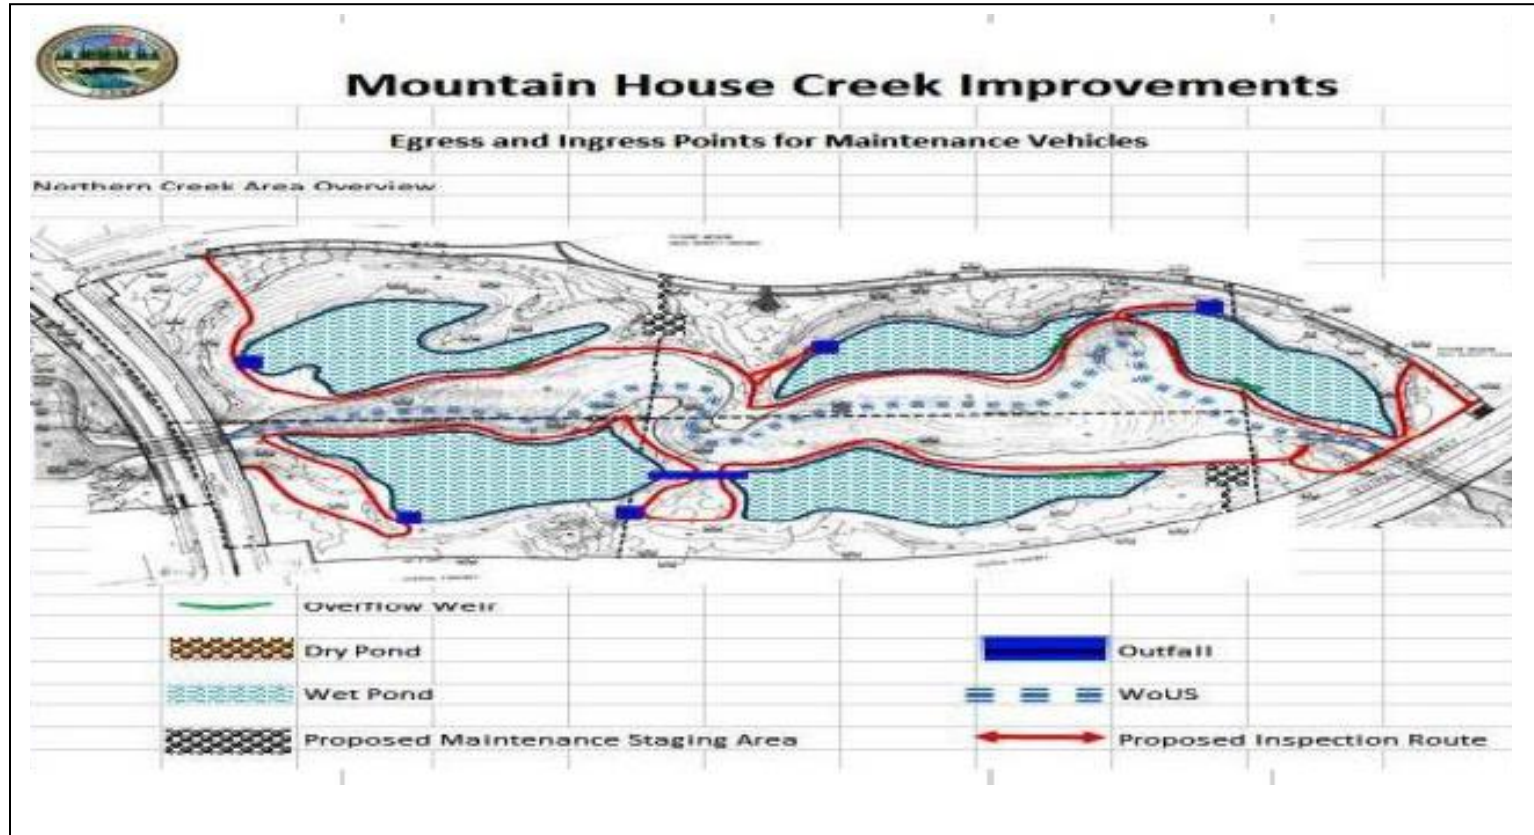 Mountain House Creek Improvements
Egress and Ingress Points for Maintenance Vehicles
Northern Creek Area Overview
Overflow Weir
Dry Pond
Outfall
Wet Pond
WoUS
Proposed Maintenance Staging Area
Proposed Inspection Route